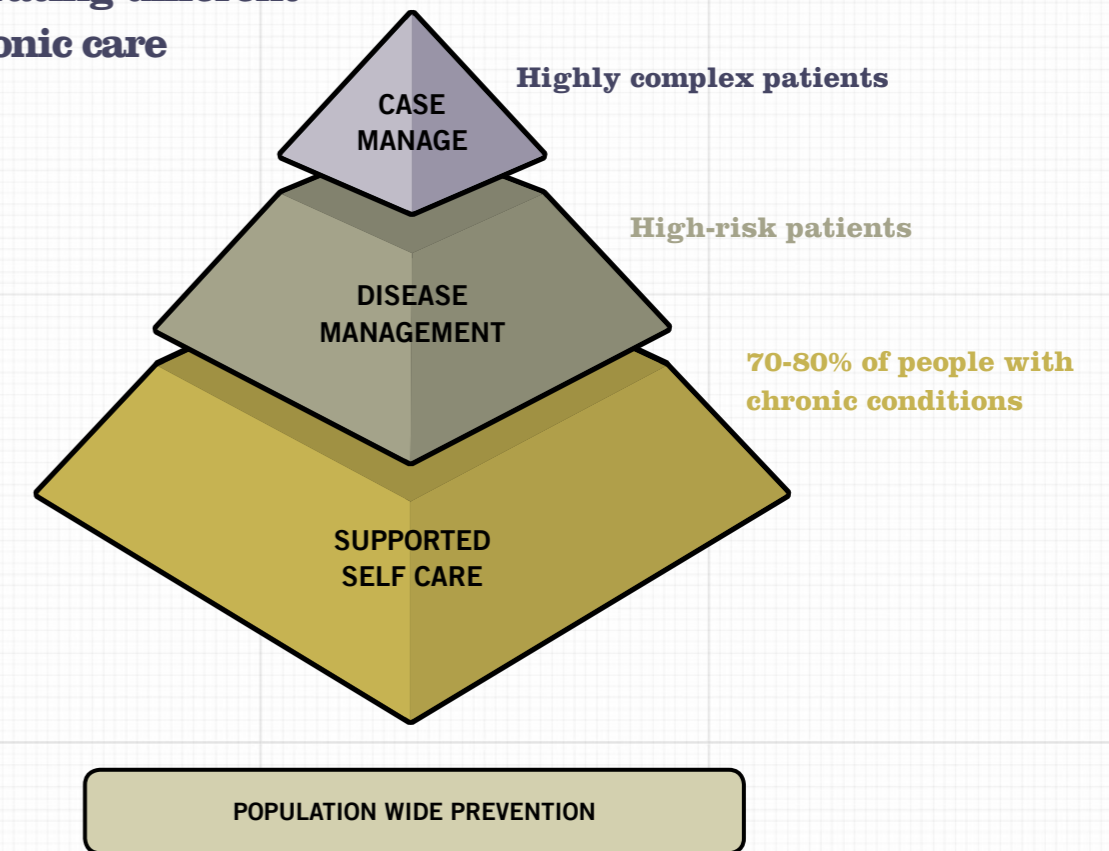 different
onic care
CASE
MANAGE
Highly complex patients
High-risk patients
DISEASE
MANAGEMENT
70-80% of people with
chronic conditions
SUPPORTED
SELF CARE
POPULATION WIDE PREVENTION